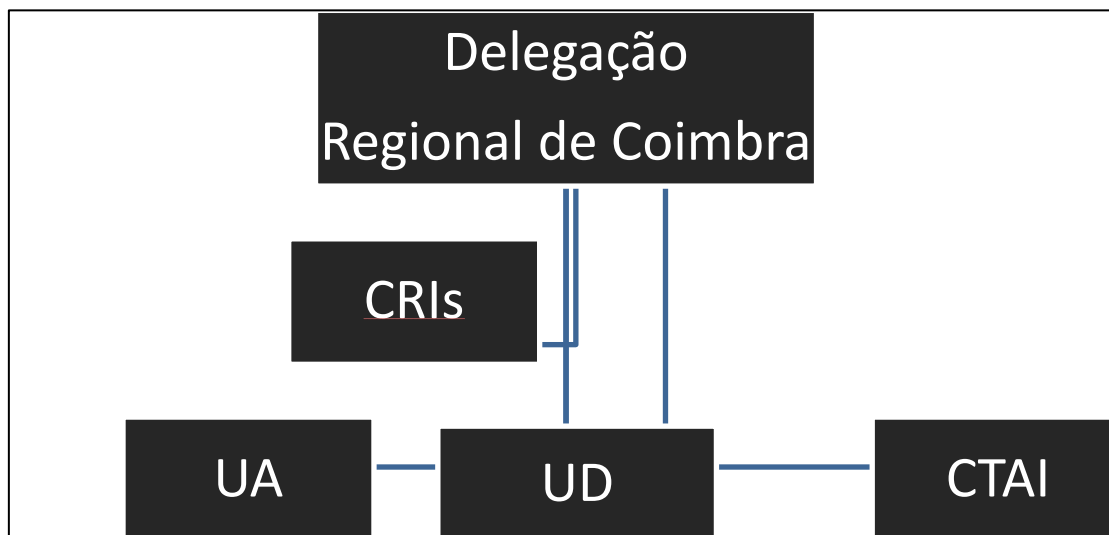 Delegação
Regional de Coimbra
CRIs
UA
UD
CTAI